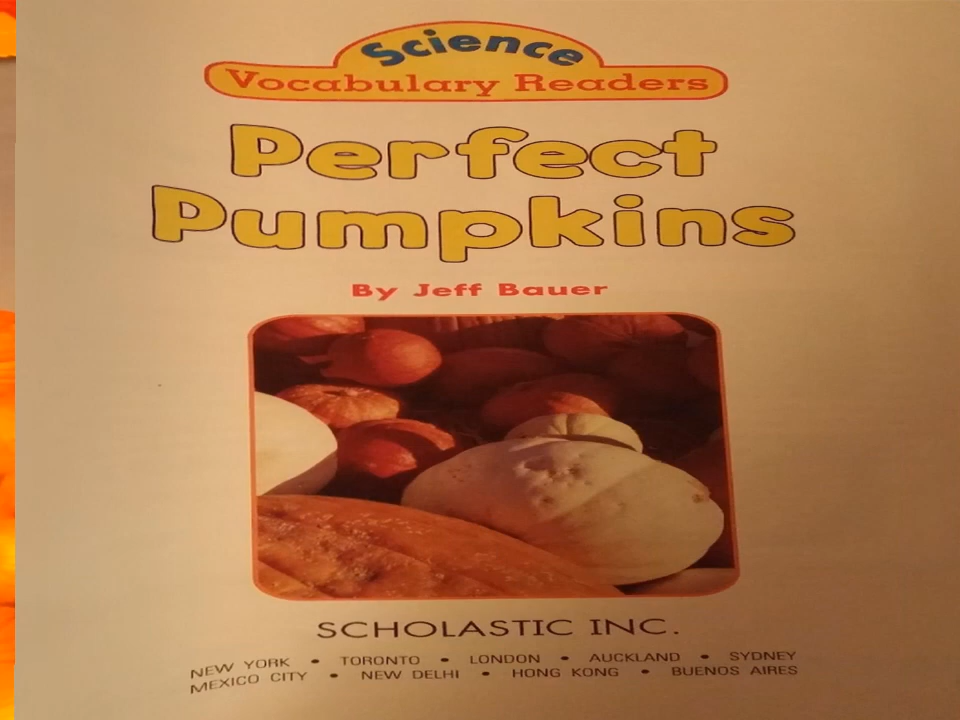 Science
Vocabulary Readers
Perfect
Pumpkins
By Jeff Bauer
SCHOLASTIC INC.
NEW YORK • TORONTO • LONDON • AUCKLAND • SYDNEY
MEXICO CITY • NEW DELHI • HONG KONG • BUENOS AIRES